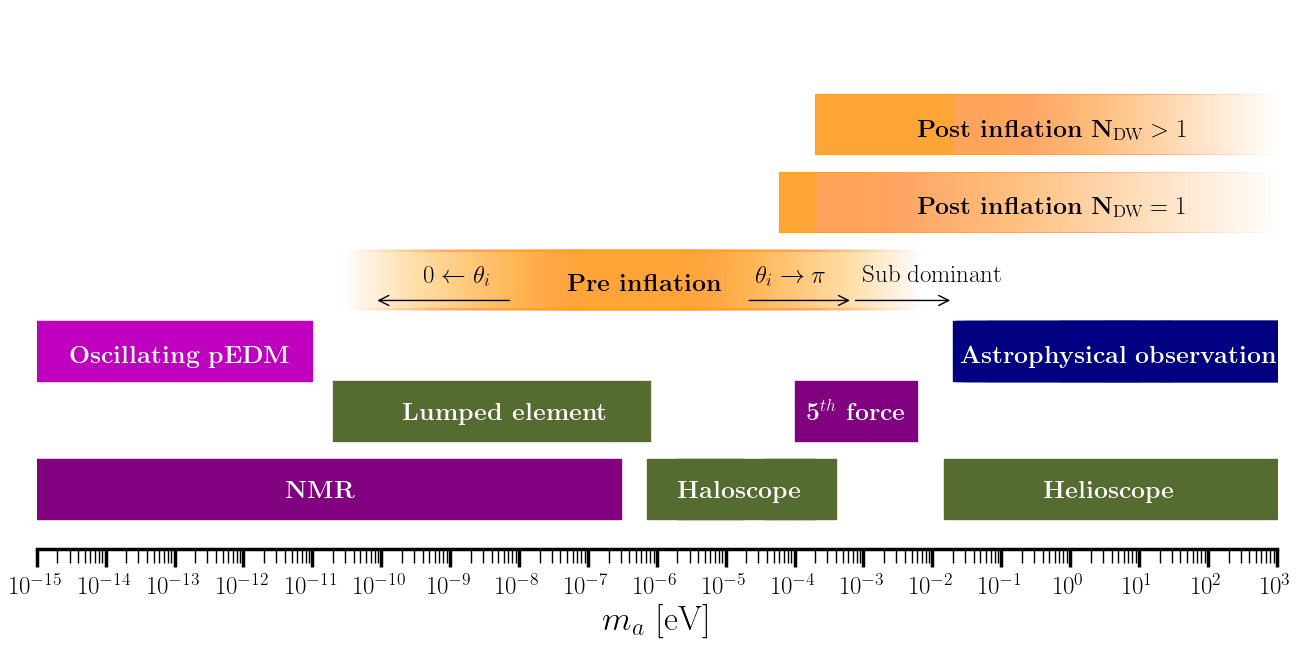 Post inflation N_DW > 1
Post inflation N_DW = 1
0 ← θ_i
Pre inflation
θ_i → π
Sub dominant
Oscillating pEDM
Astrophysical observation
Lumped element
5^th force
NMR
Haloscope
Helioscope
10^−15 10^−14 10^−13 10^−12 10^−11 10^−10 10^−9 10^−8 10^−7 10^−6 10^−5 10^−4 10^−3 10^−2 10^−1 10^0 10^1 10^2 10^3
m_a [eV]